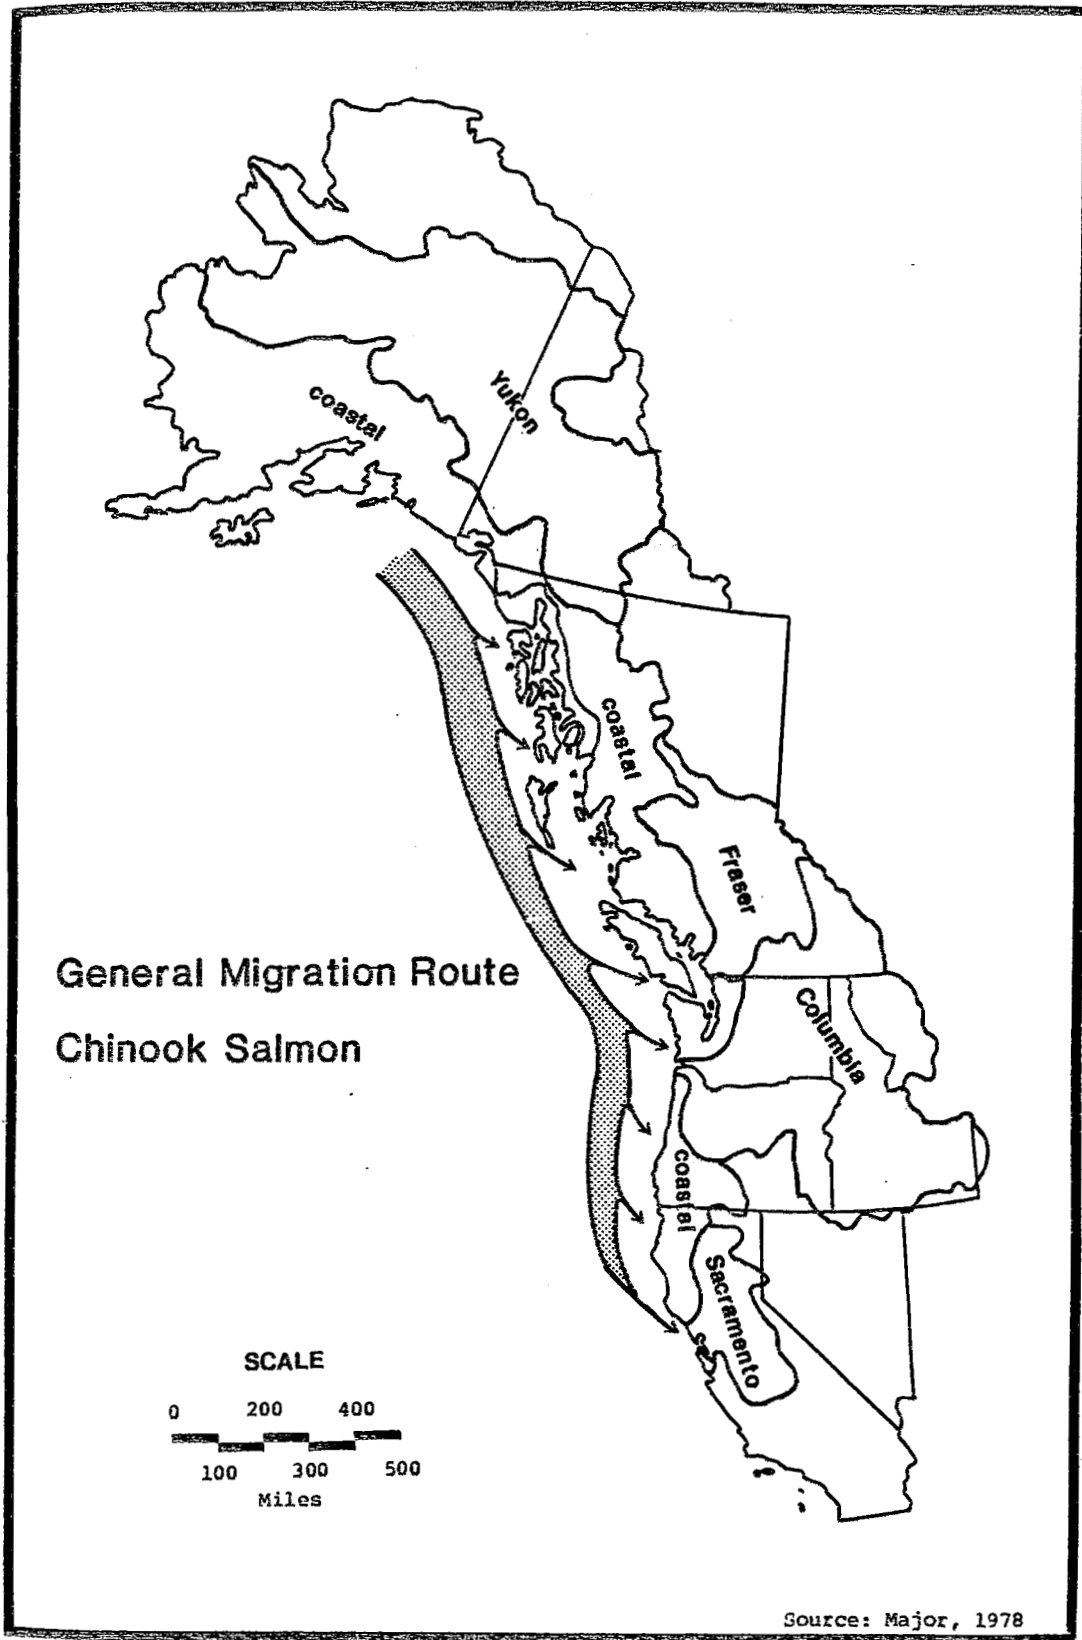 Yukon
coastal
coastal
Fraser
General Migration Route
Chinook Salmon
Columbia
coastal
Sacramento
SCALE
0 200 400
100 300 500
Miles
Source: Major, 1978